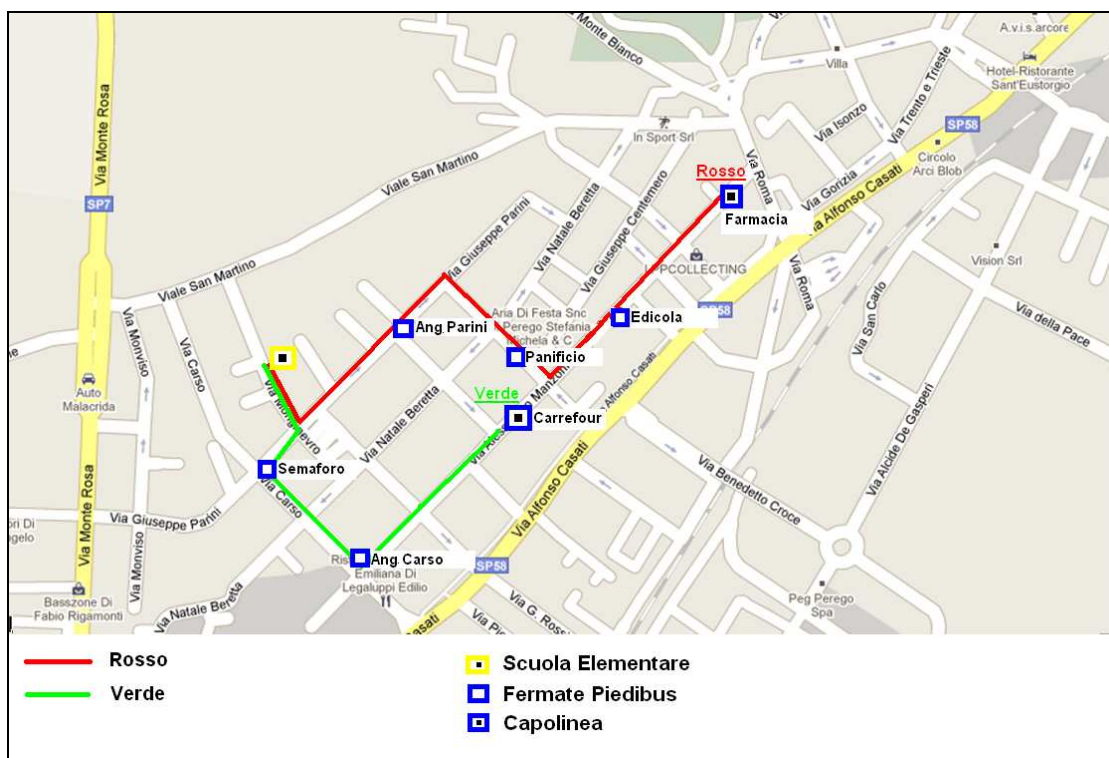 Via Monte Rosa
Via Monte Bianco
A.v.i.s.arcore
Villa
Hotel-Ristorante
Sant'Eustorgio
Via Trento e Trieste
Via Isonzo
SP58
In Sport Srl
Via Roma
Circolo
Arci Blob
Viale San Martino
Rosso
Via Gorizia
Via Alfonso Casati
SP7
Farmacia
Via Giuseppe Parini
Via Natale Beretta
Via Giuseppe Centemero
Vision Srl
PPCOLLECTING
Via Roma
Via San Carlo
Via della Pace
Viale San Martino
SP58
Edicola
Aria Di Festa Snc
Perego Stefania
Michela & C
Ang.Parini
Panificio
Via Monviso
Via Carso
Via Alfonso Casati
Auto
Malacrida
Verde
Carrefour
Via Natale Beretta
Via Alcide De Gasperi
Semaforo
Via Benedetto Croce
Via Carso
Via Giuseppe Parini
Via Monte Rosa
Via Monviso
Via Alfonso Casati
Ang.Carso
Emiliana Di
Legaluppi Edilio
SP58
Basszone Di
Fabio Rigamonti
Via Natale Beretta
Via G. Rossi
Casati
Peg Perego
Spa
Rosso
Verde
Scuola Elementare
Fermate Piedibus
Capolinea